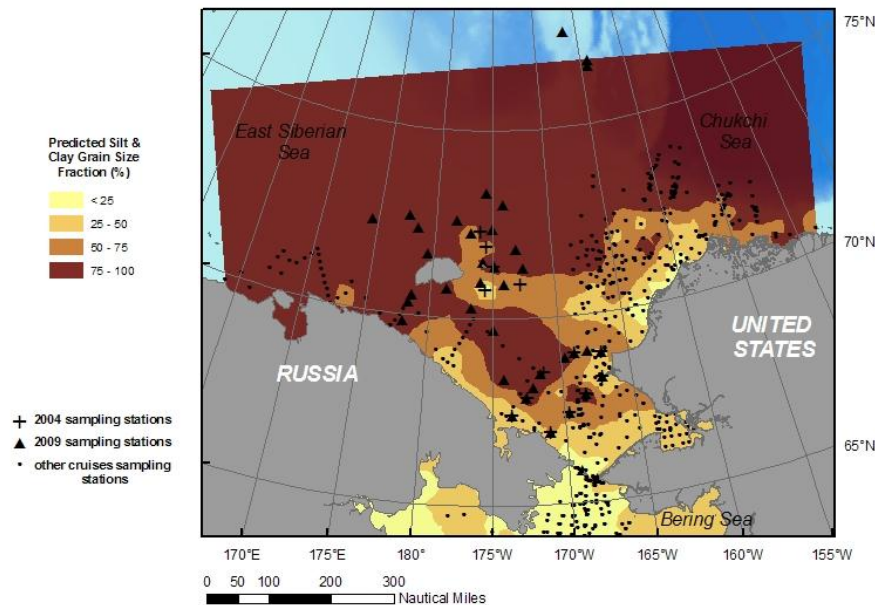 75°N
East Siberian
Sea
Chukchi
Sea
Predicted Silt &
Clay Grain Size
Fraction (%)
< 25
25 - 50
50 - 75
75 - 100
70°N
UNITED
STATES
RUSSIA
2004 sampling stations
2009 sampling stations
other cruises sampling
stations
65°N
Bering Sea
170°E
175°E
180°
175°W
170°W
165°W
160°W
155°W
0 50 100 200 300
Nautical Miles